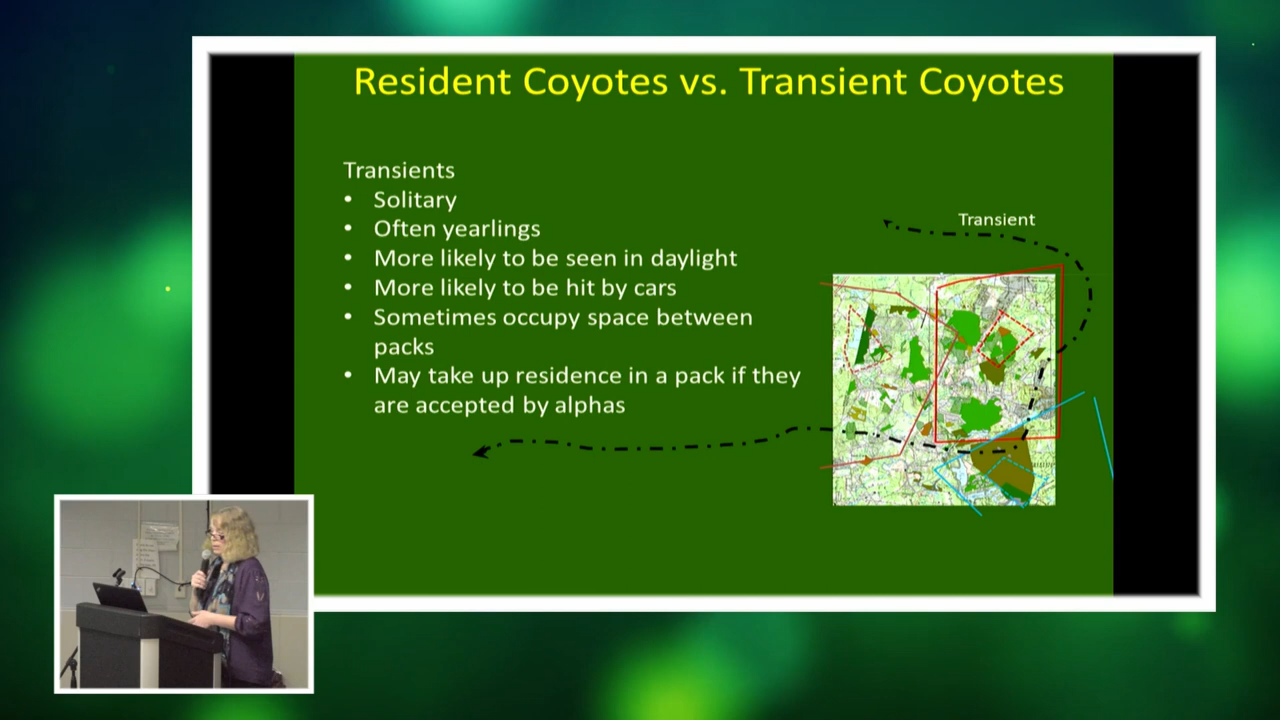 Resident Coyotes vs. Transient Coyotes
Transients
• Solitary
• Often yearlings
• More likely to be seen in daylight
• More likely to be hit by cars
• Sometimes occupy space between
packs
• May take up residence in a pack if they
are accepted by alphas
Transient